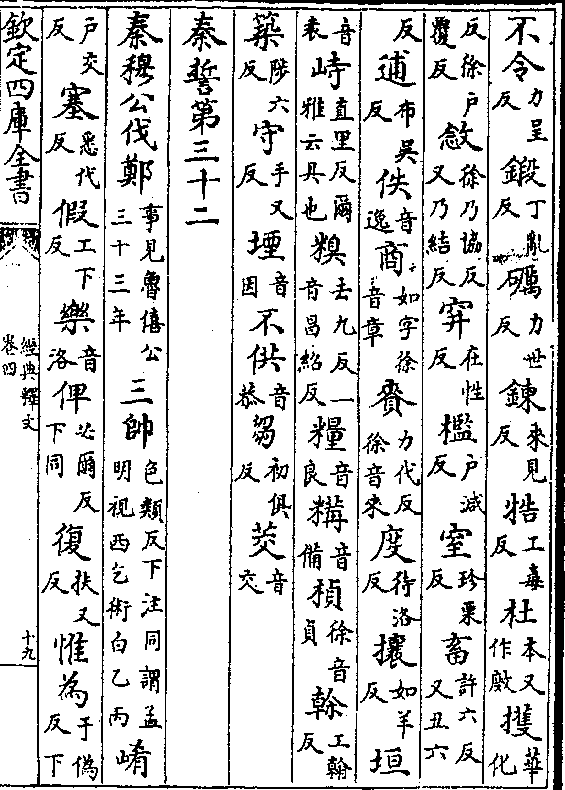 不令力呈反鍛丁亂反礪力世反鍊來見反牿工毒反杜本又作敿擭華化
反徐户覆反敜徐乃協反又乃結反穽在性反檻户減反窒珍栗反畜許六反又丑六
反逋布吳反佚音逸商如字徐音章賚力代反徐音來度待洛反攘如羊反垣
音袁峙直里反爾雅云具也糗去九反一音昌紹反糧音良糒音備楨徐音貞榦工翰反
築陟六反守手又反堙音因不供音恭芻初俱反茭音交
秦誓第三十二
秦穆公伐鄭事見魯僖公三十三年三帥色類反下注同謂孟明視西乞術白乙丙崤
户交反塞悉代反假工下反樂音洛俾必爾反下同復扶又反惟為于偽反下
欽定四庫全書
經典釋文
卷四
十九